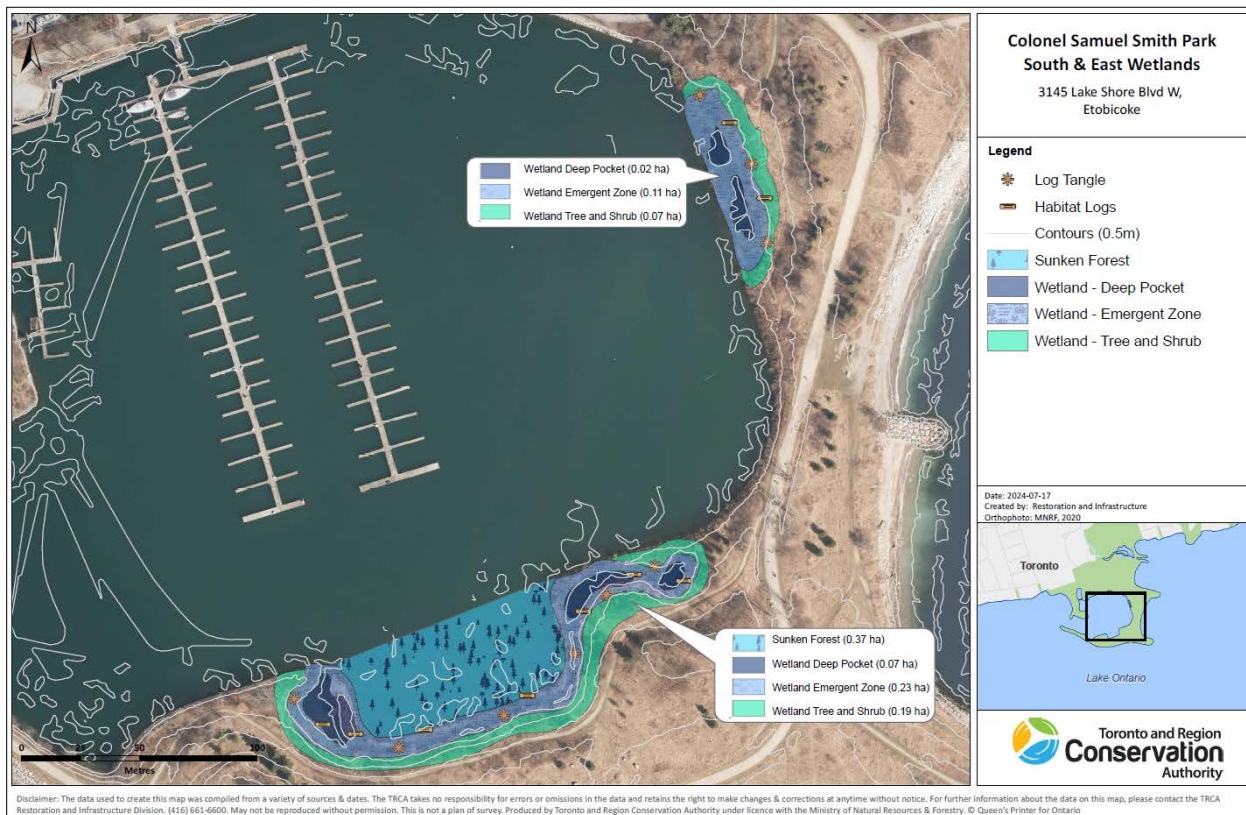 Colonel Samuel Smith Park
South & East Wetlands
3145 Lake Shore Blvd W,
Etobicoke
Legend
Log Tangle
Habitat Logs
Contours (0.5m)
Sunken Forest
Wetland - Deep Pocket
Wetland - Emergent Zone
Wetland - Tree and Shrub
N
Wetland Deep Pocket (0.02 ha)
Wetland Emergent Zone (0.11 ha)
Wetland Tree and Shrub (0.07 ha)
Sunken Forest (0.37 ha)
Wetland Deep Pocket (0.07 ha)
Wetland Emergent Zone (0.23 ha)
Wetland Tree and Shrub (0.19 ha)
0 25 50 100
Metres
Date: 2024-07-17
Created by: Restoration and Infrastructure
Orthophoto: MNRF, 2020
Toronto
Lake Ontario
Toronto and Region
Conservation
Authority
Disclaimer: The data used to create this map was compiled from a variety of sources & dates. The TRCA takes no responsibility for errors or omissions in the data and retains the right to make changes & corrections at anytime without notice. For further information about the data on this map, please contact the TRCA
Restoration and Infrastructure Division. (416) 661-6600. May not be reproduced without permission. This is not a plan of survey. Produced by Toronto and Region Conservation Authority under licence with the Ministry of Natural Resources & Forestry. © Queen's Printer for Ontario